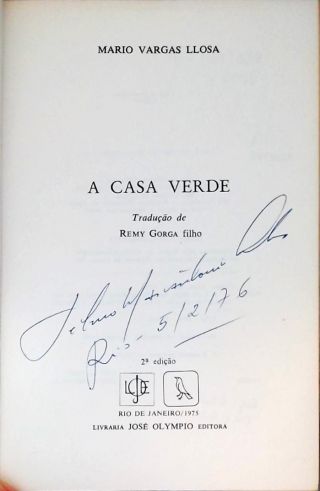 MARIO VARGAS LLOSA
A CASA VERDE
Tradução de
REMY GORGA filho
Rio - 5/2/76
2ª edição
RIO DE JANEIRO/1975
LIVRARIA JOSÉ OLYMPIO EDITORA